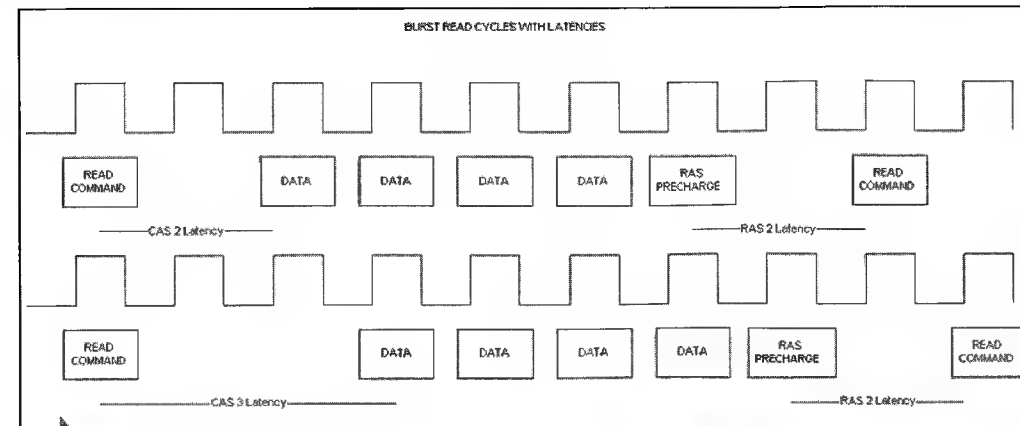 BURST READ CYCLES WITH LATENCIES
READ
COMMAND
DATA
DATA
DATA
DATA
RAS
PRECHARGE
READ
COMMAND
CAS 2 Latency
RAS 2 Latency
READ
COMMAND
DATA
DATA
DATA
DATA
RAS
PRECHARGE
READ
COMMAND
CAS 3 Latency
RAS 2 Latency